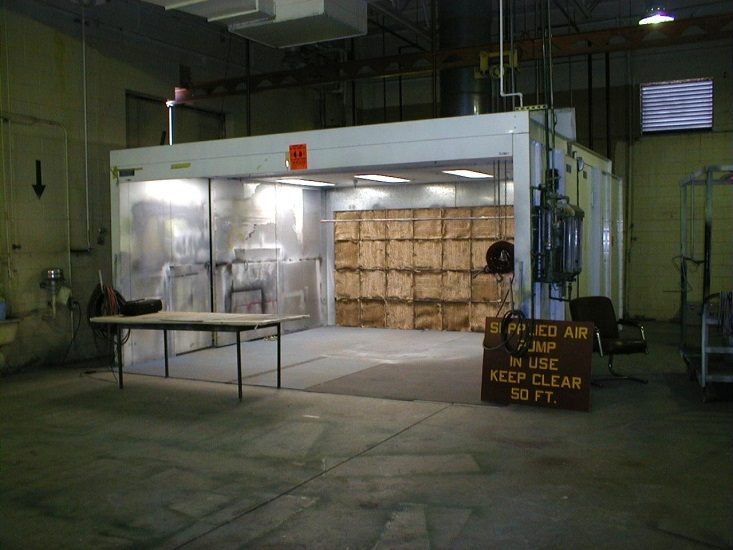 SUPPLIED AIR
PUMP
IN USE
KEEP CLEAR
50 FT.